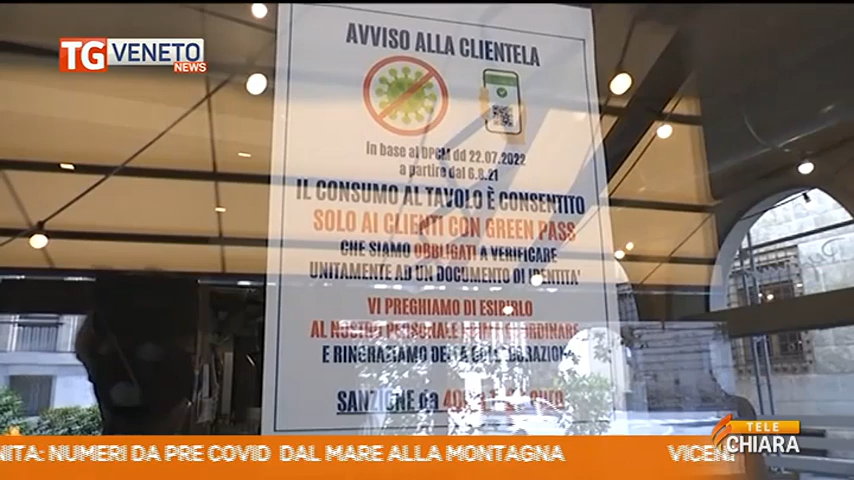 TG VENETO
NEWS
AVVISO ALLA CLIENTELA
In base al DPCM dd 22.07.2022
a partire dal 6.8.21
IL CONSUMO AL TAVOLO È CONSENTITO
SOLO AI CLIENTI CON GREEN PASS
CHE SIAMO OBBLIGATI A VERIFICARE
UNITAMENTE AD UN DOCUMENTO DI IDENTITA'
VI PREGHIAMO DI ESIBIRLO
AL NOSTRO PERSONALE
E RINGRAZIAMO DELLA COLLABORAZIONE
SANZIONE da
TELE
CHIARA
NITA: NUMERI DA PRE COVID DAL MARE ALLA MONTAGNA VICEN